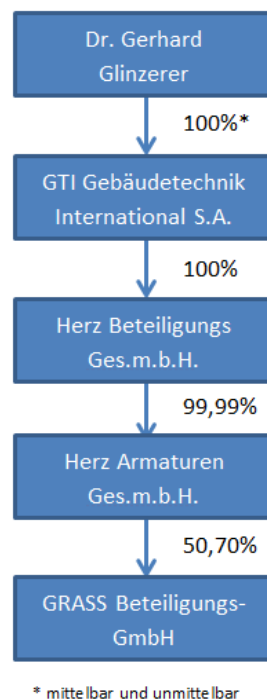 Dr. Gerhard
Glinzerer
100%*
GTI Gebäudetechnik
International S.A.
100%
Herz Beteiligungs
Ges.m.b.H.
99,99%
Herz Armaturen
Ges.m.b.H.
50,70%
GRASS Beteiligungs-
GmbH
* mittelbar und unmittelbar